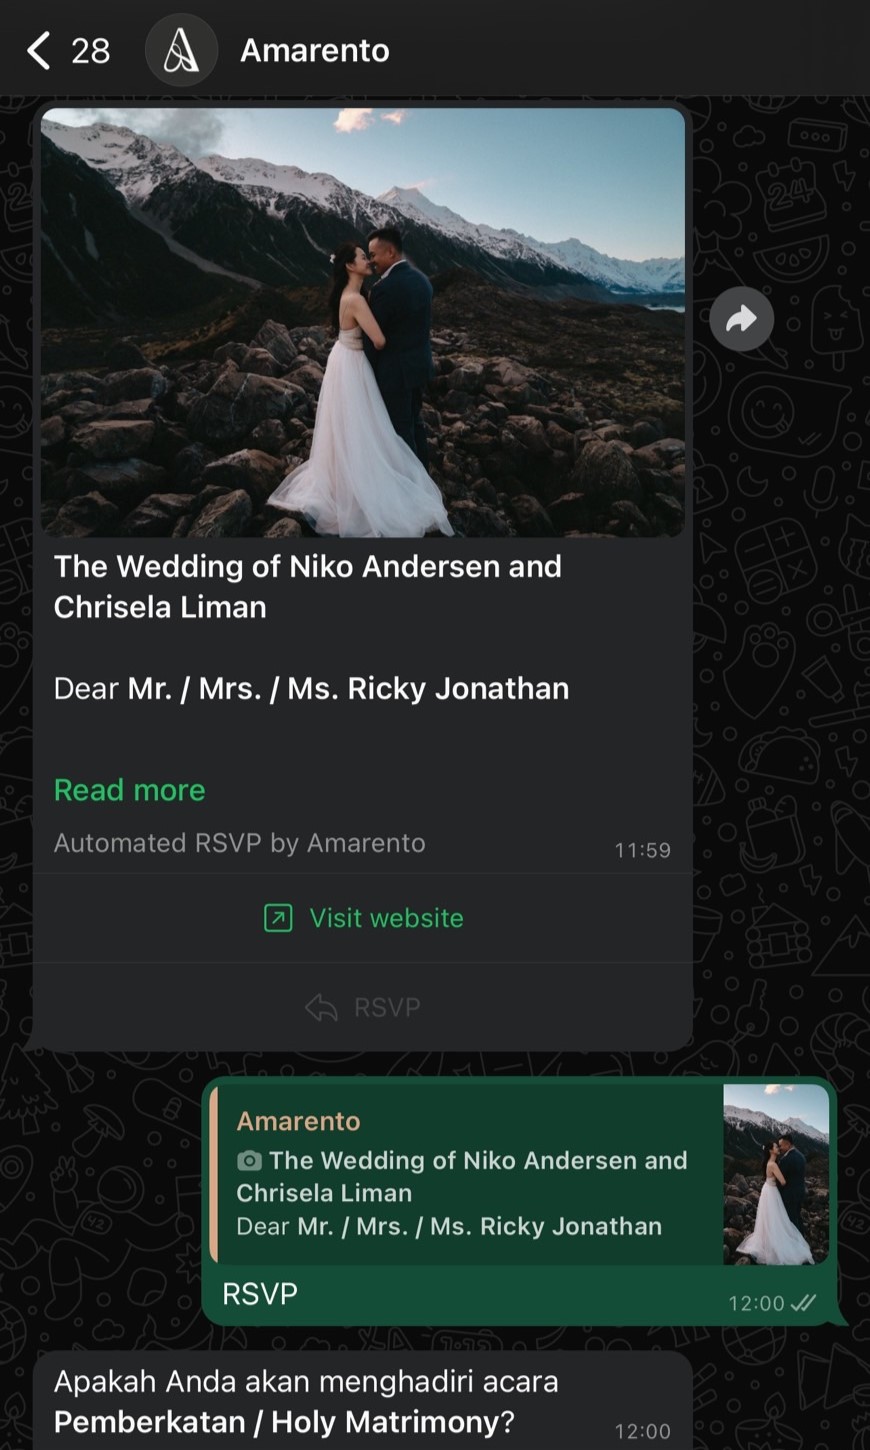 28 Amarento
The Wedding of Niko Andersen and
Chrisela Liman
Dear Mr. / Mrs. / Ms. Ricky Jonathan
Read more
Automated RSVP by Amarento 11:59
Visit website
RSVP
Amarento
The Wedding of Niko Andersen and
Chrisela Liman
Dear Mr. / Mrs. / Ms. Ricky Jonathan
RSVP 12:00
Apakah Anda akan menghadiri acara
Pemberkatan / Holy Matrimony? 12:00